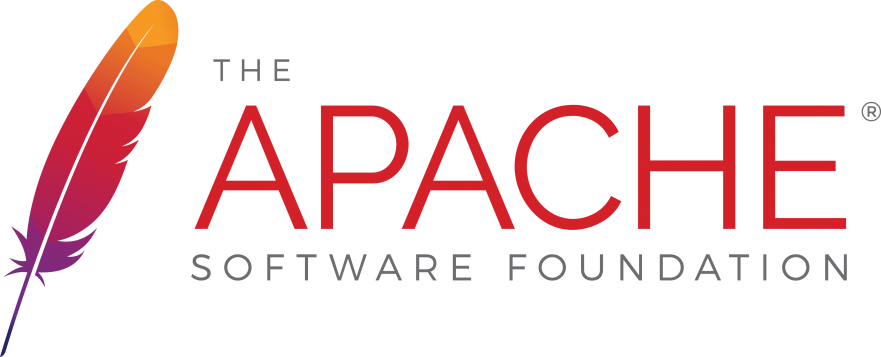 THE
APACHE®
SOFTWARE FOUNDATION